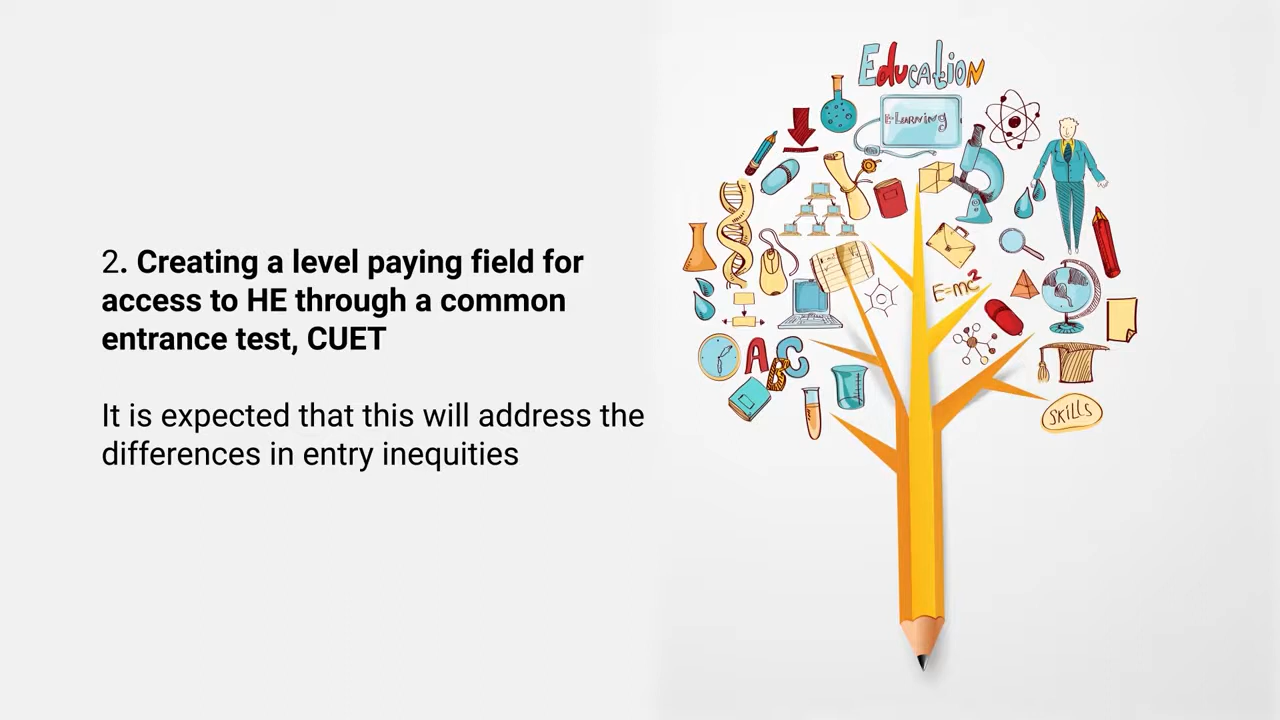 2. Creating a level paying field for
access to HE through a common
entrance test, CUET
It is expected that this will address the
differences in entry inequities
Education
E-Learning
E=mc²
ABC
SKILLS